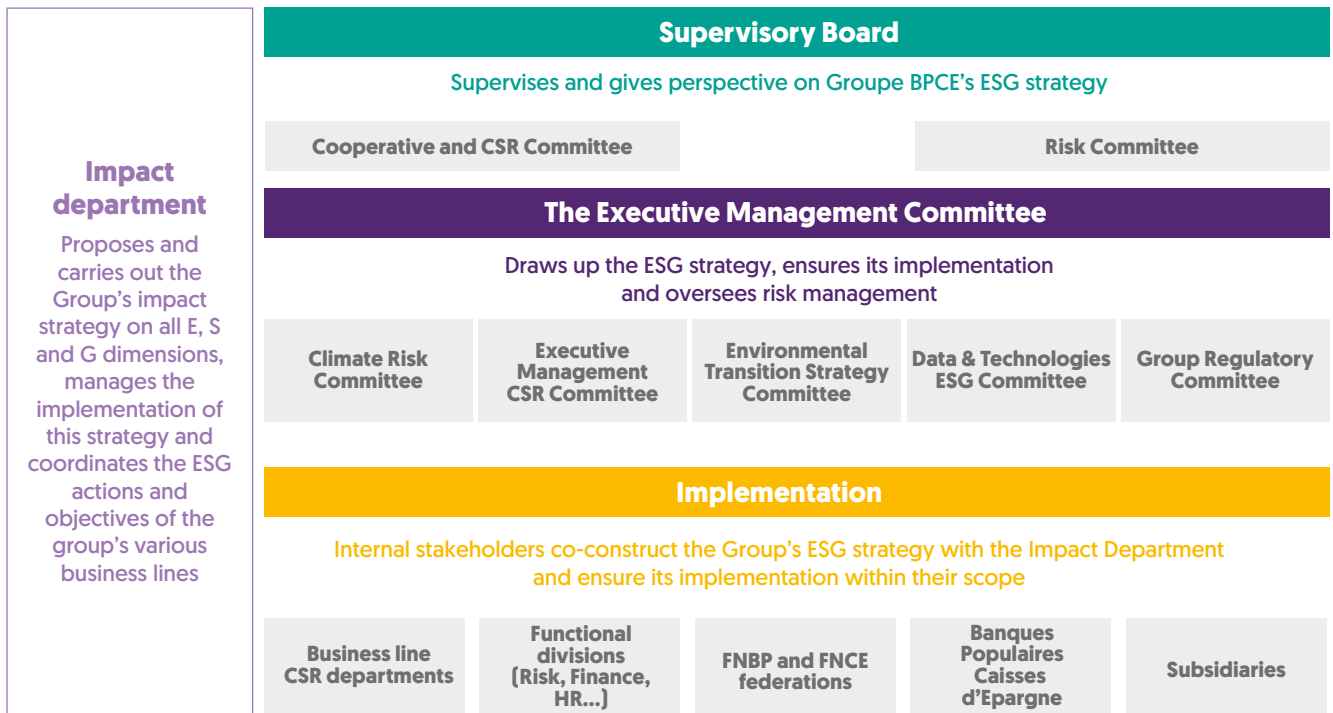 Impact
department
Proposes and
carries out the
Group's impact
strategy on all E, S
and G dimensions,
manages the
implementation of
this strategy and
coordinates the ESG
actions and
objectives of the
group's various
business lines
Supervisory Board
Supervises and gives perspective on Groupe BPCE's ESG strategy
Cooperative and CSR Committee
Risk Committee
The Executive Management Committee
Draws up the ESG strategy, ensures its implementation
and oversees risk management
Climate Risk
Committee
Executive
Management
CSR Committee
Environmental
Transition Strategy
Committee
Data & Technologies
ESG Committee
Group Regulatory
Committee
Implementation
Internal stakeholders co-construct the Group's ESG strategy with the Impact Department
and ensure its implementation within their scope
Business line
CSR departments
Functional
divisions
(Risk, Finance,
HR...)
FNBP and FNCE
federations
Banques
Populaires
Caisses
d'Epargne
Subsidiaries